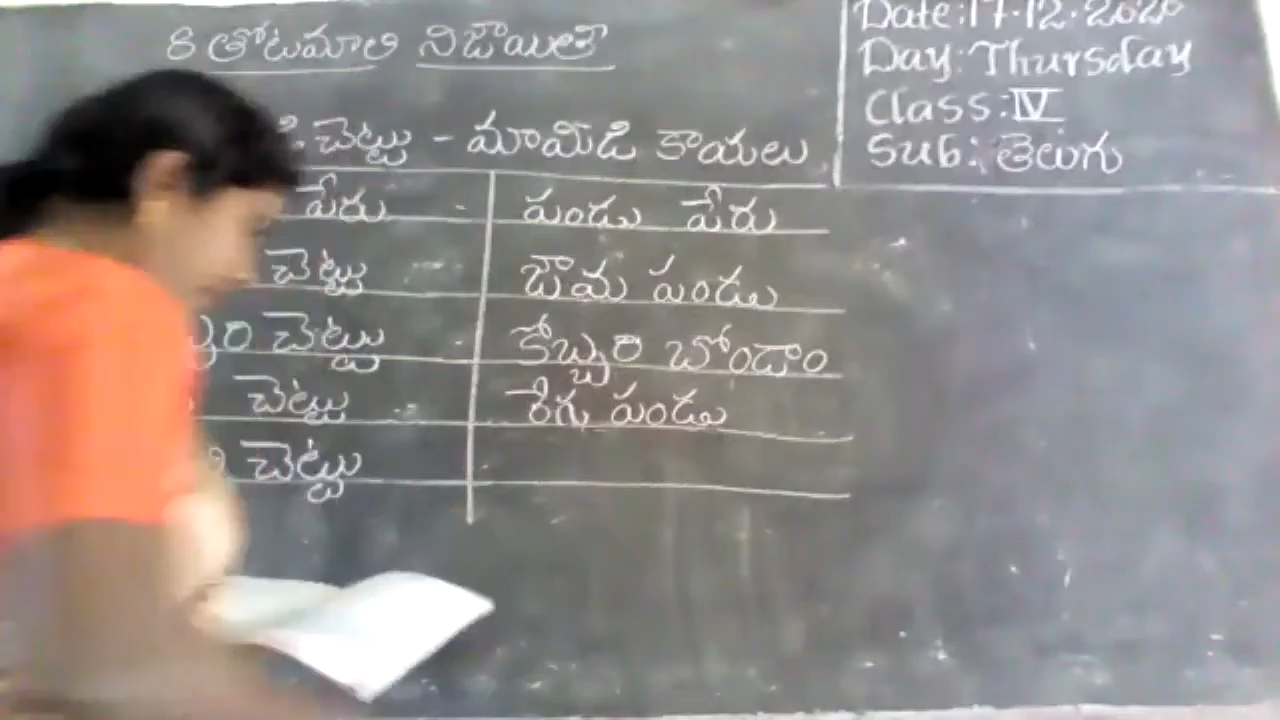 8 తోటమాలి నిజాయితీ
Date:17.12.2020
Day: Thursday
Class: IV
Sub: తెలుగు
చెట్టు - మామిడి కాయలు
పేరు - పండు పేరు
చెట్టు జామ పండు
చెట్టు కొబ్బరి బోండాం
చెట్టు రేగు పండు
చెట్టు